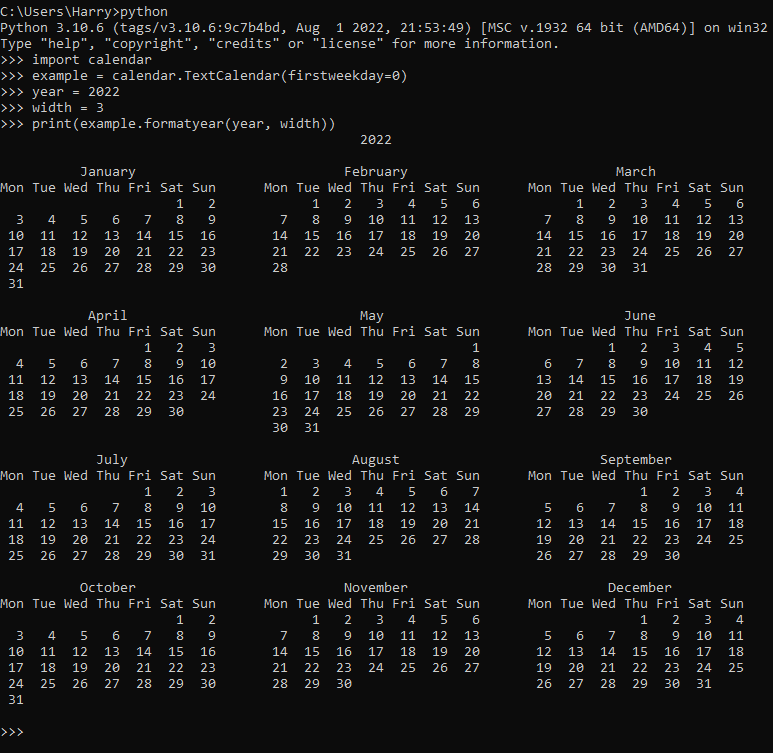 C:\Users\Harry>python
Python 3.10.6 (tags/v3.10.6:9c7b4bd, Aug  1 2022, 21:53:49) [MSC v.1932 64 bit (AMD64)] on win32
Type "help", "copyright", "credits" or "license" for more information.
>>> import calendar
>>> example = calendar.TextCalendar(firstweekday=0)
>>> year = 2022
>>> width = 3
>>> print(example.formatyear(year, width))
                                             2022

          January                          February                          March
Mon Tue Wed Thu Fri Sat Sun      Mon Tue Wed Thu Fri Sat Sun      Mon Tue Wed Thu Fri Sat Sun
                      1   2            1   2   3   4   5   6            1   2   3   4   5   6
  3   4   5   6   7   8   9        7   8   9  10  11  12  13        7   8   9  10  11  12  13
 10  11  12  13  14  15  16       14  15  16  17  18  19  20       14  15  16  17  18  19  20
 17  18  19  20  21  22  23       21  22  23  24  25  26  27       21  22  23  24  25  26  27
 24  25  26  27  28  29  30       28                               28  29  30  31
 31

           April                             May                              June
Mon Tue Wed Thu Fri Sat Sun      Mon Tue Wed Thu Fri Sat Sun      Mon Tue Wed Thu Fri Sat Sun
                  1   2   3                                1                1   2   3   4   5
  4   5   6   7   8   9  10        2   3   4   5   6   7   8        6   7   8   9  10  11  12
 11  12  13  14  15  16  17        9  10  11  12  13  14  15       13  14  15  16  17  18  19
 18  19  20  21  22  23  24       16  17  18  19  20  21  22       20  21  22  23  24  25  26
 25  26  27  28  29  30           23  24  25  26  27  28  29       27  28  29  30
                                  30  31

            July                            August                         September
Mon Tue Wed Thu Fri Sat Sun      Mon Tue Wed Thu Fri Sat Sun      Mon Tue Wed Thu Fri Sat Sun
                  1   2   3        1   2   3   4   5   6   7                    1   2   3   4
  4   5   6   7   8   9  10        8   9  10  11  12  13  14        5   6   7   8   9  10  11
 11  12  13  14  15  16  17       15  16  17  18  19  20  21       12  13  14  15  16  17  18
 18  19  20  21  22  23  24       22  23  24  25  26  27  28       19  20  21  22  23  24  25
 25  26  27  28  29  30  31       29  30  31                       26  27  28  29  30

          October                          November                         December
Mon Tue Wed Thu Fri Sat Sun      Mon Tue Wed Thu Fri Sat Sun      Mon Tue Wed Thu Fri Sat Sun
                      1   2            1   2   3   4   5   6                    1   2   3   4
  3   4   5   6   7   8   9        7   8   9  10  11  12  13        5   6   7   8   9  10  11
 10  11  12  13  14  15  16       14  15  16  17  18  19  20       12  13  14  15  16  17  18
 17  18  19  20  21  22  23       21  22  23  24  25  26  27       19  20  21  22  23  24  25
 24  25  26  27  28  29  30       28  29  30                       26  27  28  29  30  31
 31

>>>